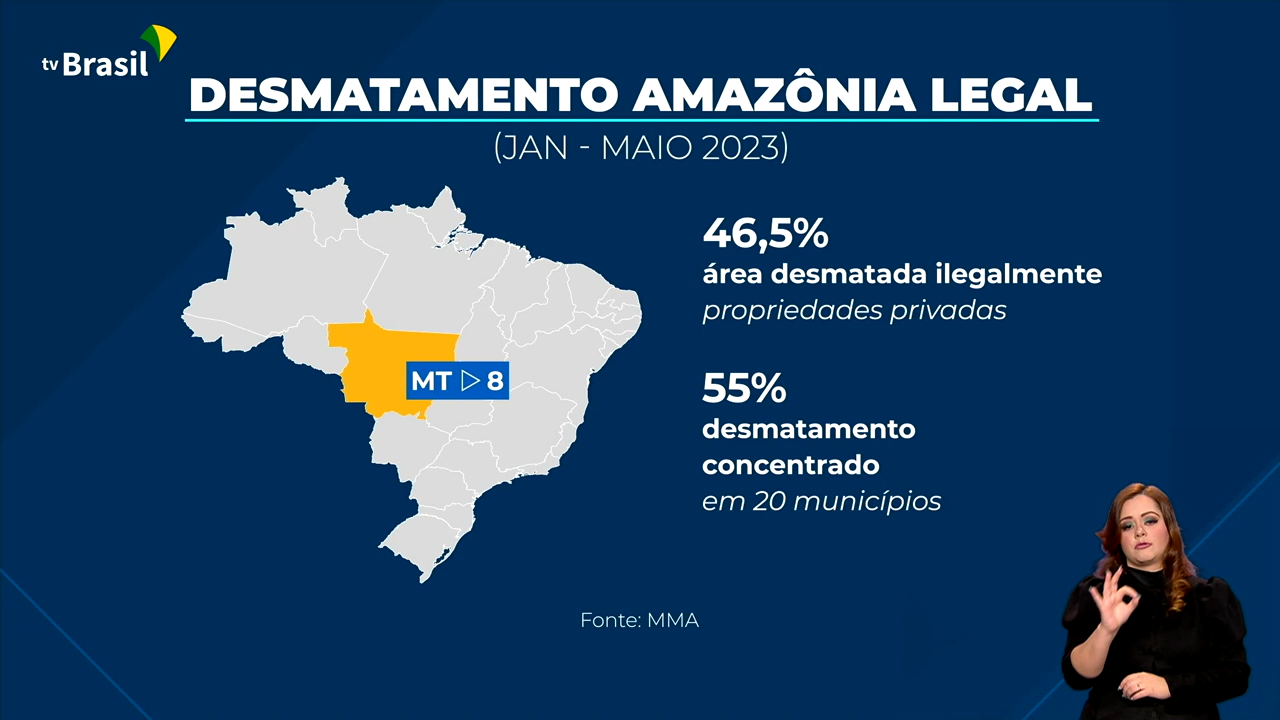 tv Brasil
DESMATAMENTO AMAZÔNIA LEGAL
(JAN - MAIO 2023)
46,5%
área desmatada ilegalmente
propriedades privadas
MT ▷ 8
55%
desmatamento
concentrado
em 20 municípios
Fonte: MMA